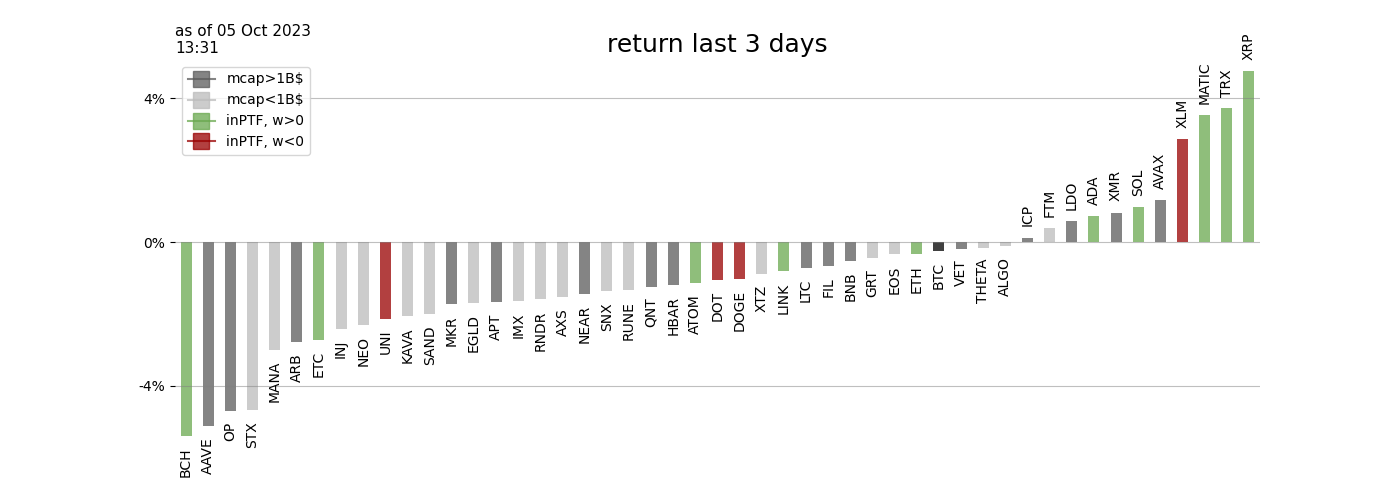 as of 05 Oct 2023
13:31
return last 3 days
mcap>1B$
mcap<1B$
inPTF, w>0
inPTF, w<0
4%
0%
-4%
BCH
AAVE
OP
STX
MANA
ARB
ETC
INJ
NEO
UNI
KAVA
SAND
MKR
EGLD
APT
IMX
RNDR
AXS
NEAR
SNX
RUNE
QNT
HBAR
ATOM
DOT
DOGE
XTZ
LINK
LTC
FIL
BNB
GRT
EOS
ETH
BTC
VET
THETA
ALGO
ICP
FTM
LDO
ADA
XMR
SOL
AVAX
XLM
MATIC
TRX
XRP